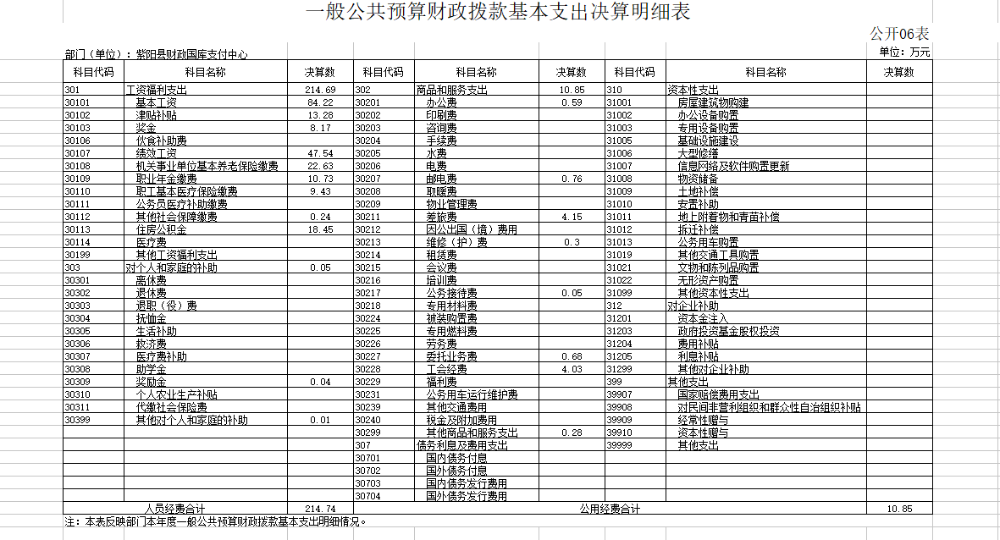 一般公共预算财政拨款基本支出决算明细表
公开06表
部门（单位）：紫阳县财政国库支付中心 单位：万元
科目代码 科目名称 决算数 科目代码 科目名称 决算数 科目代码 科目名称 决算数
301 工资福利支出 214.69 302 商品和服务支出 10.85 310 资本性支出
30101 基本工资 84.22 30201 办公费 0.59 31001 房屋建筑物购建
30102 津贴补贴 13.28 30202 印刷费 31002 办公设备购置
30103 奖金 8.17 30203 咨询费 31003 专用设备购置
30106 伙食补助费 30204 手续费 31005 基础设施建设
30107 绩效工资 47.54 30205 水费 31006 大型修缮
30108 机关事业单位基本养老保险缴费 22.63 30206 电费 31007 信息网络及软件购置更新
30109 职业年金缴费 10.73 30207 邮电费 0.76 31008 物资储备
30110 职工基本医疗保险缴费 9.43 30208 取暖费 31009 土地补偿
30111 公务员医疗补助缴费 30209 物业管理费 31010 安置补助
30112 其他社会保障缴费 0.24 30211 差旅费 4.15 31011 地上附着物和青苗补偿
30113 住房公积金 18.45 30212 因公出国（境）费用 31012 拆迁补偿
30114 医疗费 30213 维修（护）费 0.3 31013 公务用车购置
30199 其他工资福利支出 30214 租赁费 31019 其他交通工具购置
303 对个人和家庭的补助 0.05 30215 会议费 31021 文物和陈列品购置
30301 离休费 30216 培训费 31022 无形资产购置
30302 退休费 30217 公务接待费 0.05 31099 其他资本性支出
30303 退职（役）费 30218 专用材料费 312 对企业补助
30304 抚恤金 30224 被装购置费 31201 资本金注入
30305 生活补助 30225 专用燃料费 31203 政府投资基金股权投资
30306 救济费 30226 劳务费 31204 费用补贴
30307 医疗费补助 30227 委托业务费 0.68 31205 利息补贴
30308 助学金 30228 工会经费 4.03 31299 其他对企业补助
30309 奖励金 0.04 30229 福利费 399 其他支出
30310 个人农业生产补贴 30231 公务用车运行维护费 39907 国家赔偿费用支出
30311 代缴社会保险费 30239 其他交通费用 39908 对民间非营利组织和群众性自治组织补贴
30399 其他对个人和家庭的补助 0.01 30240 税金及附加费用 39909 经常性赠与
30299 其他商品和服务支出 0.28 39910 资本性赠与
307 债务利息及费用支出 39999 其他支出
30701 国内债务付息
30702 国外债务付息
30703 国内债务发行费用
30704 国外债务发行费用
人员经费合计 214.74 公用经费合计 10.85
注：本表反映部门本年度一般公共预算财政拨款基本支出明细情况。